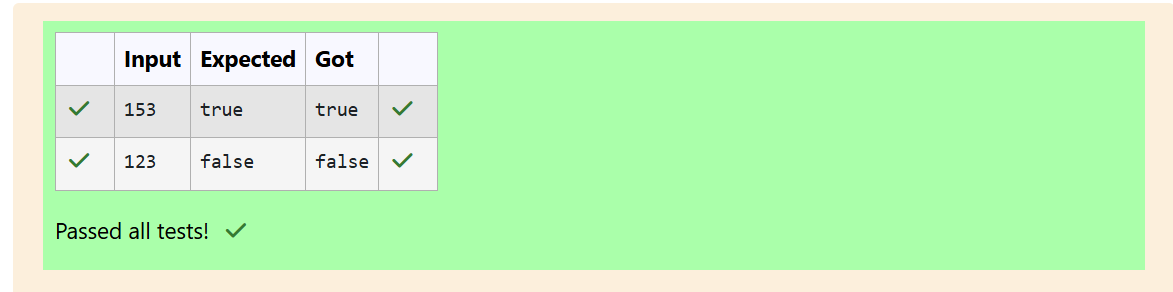 Input Expected Got
153 true true
123 false false
Passed all tests!